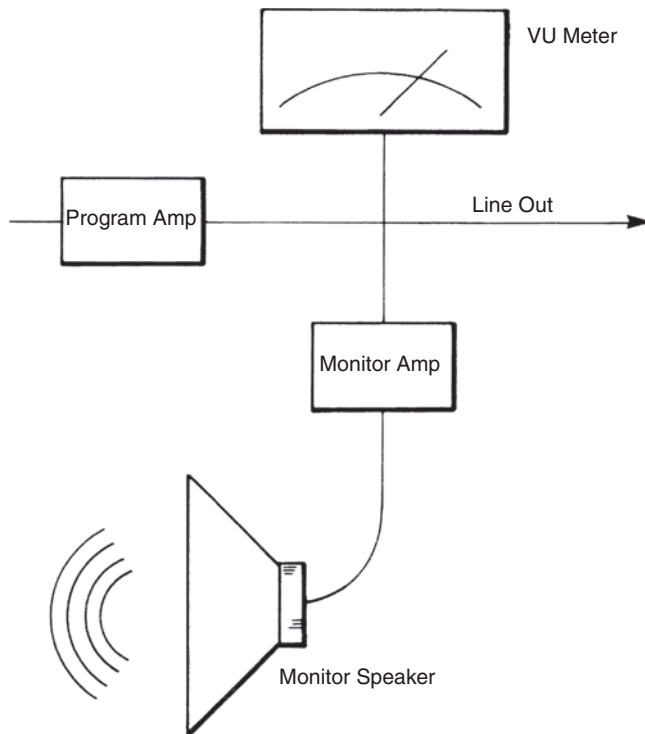 VU Meter
Program Amp
Line Out
Monitor Amp
Monitor Speaker